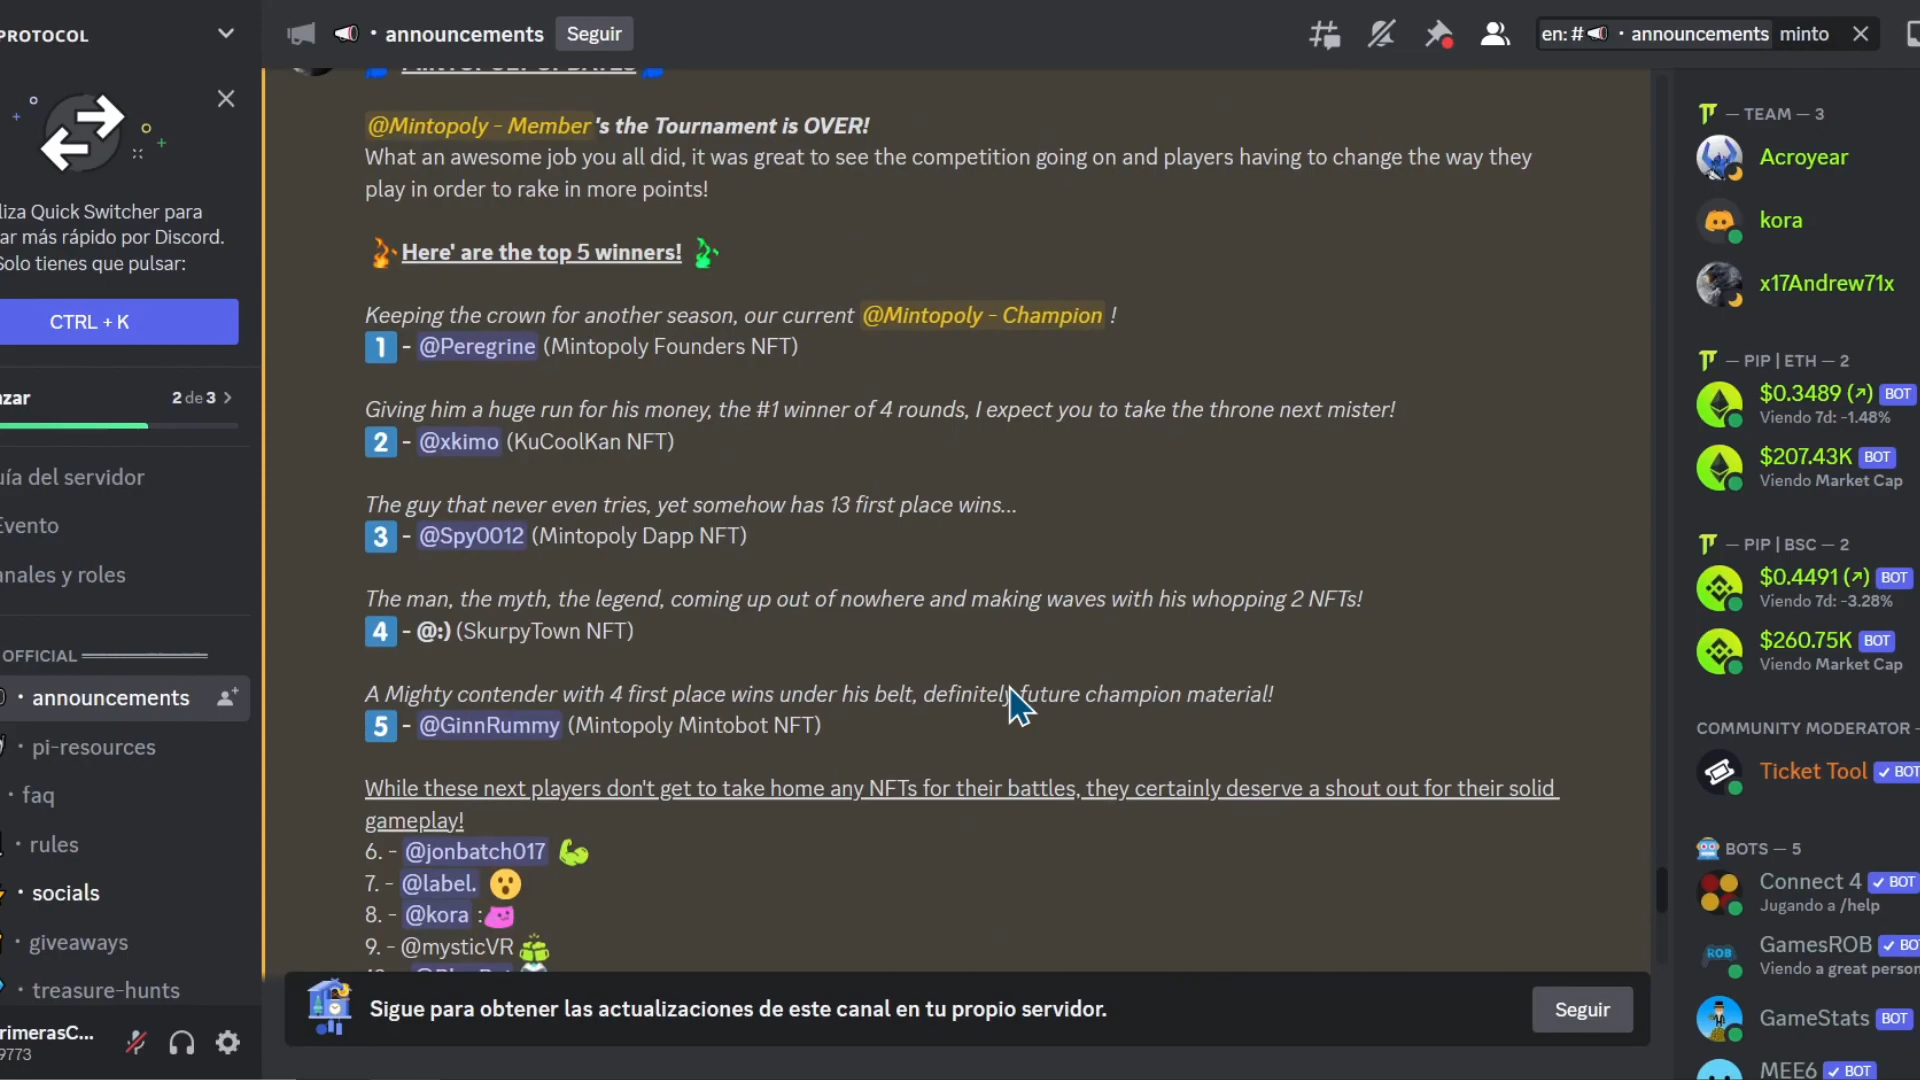 PROTOCOL
liza Quick Switcher para
ar más rápido por Discord.
Solo tienes que pulsar:
CTRL + K
zar
2 de 3
uía del servidor
Evento
anales y roles
OFFICIAL
announcements
pi-resources
faq
rules
socials
giveaways
treasure-hunts
rimerasC...
9773
announcements
Seguir
en: # · announcements minto
MINTOPOLY UPDATES
@Mintopoly - Member's the Tournament is OVER!
What an awesome job you all did, it was great to see the competition going on and players having to change the way they
play in order to rake in more points!
Here' are the top 5 winners!
Keeping the crown for another season, our current @Mintopoly - Champion !
1 - @Peregrine (Mintopoly Founders NFT)
Giving him a huge run for his money, the #1 winner of 4 rounds, I expect you to take the throne next mister!
2 - @xkimo (KuCoolKan NFT)
The guy that never even tries, yet somehow has 13 first place wins...
3 - @Spy0012 (Mintopoly Dapp NFT)
The man, the myth, the legend, coming up out of nowhere and making waves with his whopping 2 NFTs!
4 - @:) (SkurpyTown NFT)
A Mighty contender with 4 first place wins under his belt, definitely future champion material!
5 - @GinnRummy (Mintopoly Mintobot NFT)
While these next players don't get to take home any NFTs for their battles, they certainly deserve a shout out for their solid
gameplay!
6. - @jonbatch017
7. - @label.
8. - @kora :
9. - @mysticVR
Sigue para obtener las actualizaciones de este canal en tu propio servidor.
Seguir
— TEAM — 3
Acroyear
kora
x17Andrew71x
— PIP | ETH — 2
$0.3489 (↗) BOT
Viendo 7d: -1.48%
$207.43K BOT
Viendo Market Cap
— PIP | BSC — 2
$0.4491 (↗) BOT
Viendo 7d: -3.28%
$260.75K BOT
Viendo Market Cap
COMMUNITY MODERATOR -
Ticket Tool ✓ BOT
BOTS — 5
Connect 4 ✓ BOT
Jugando a /help
ROB
GamesROB ✓ BO
Viendo a great person
GameStats BOT
MEE6 ✓ BOT